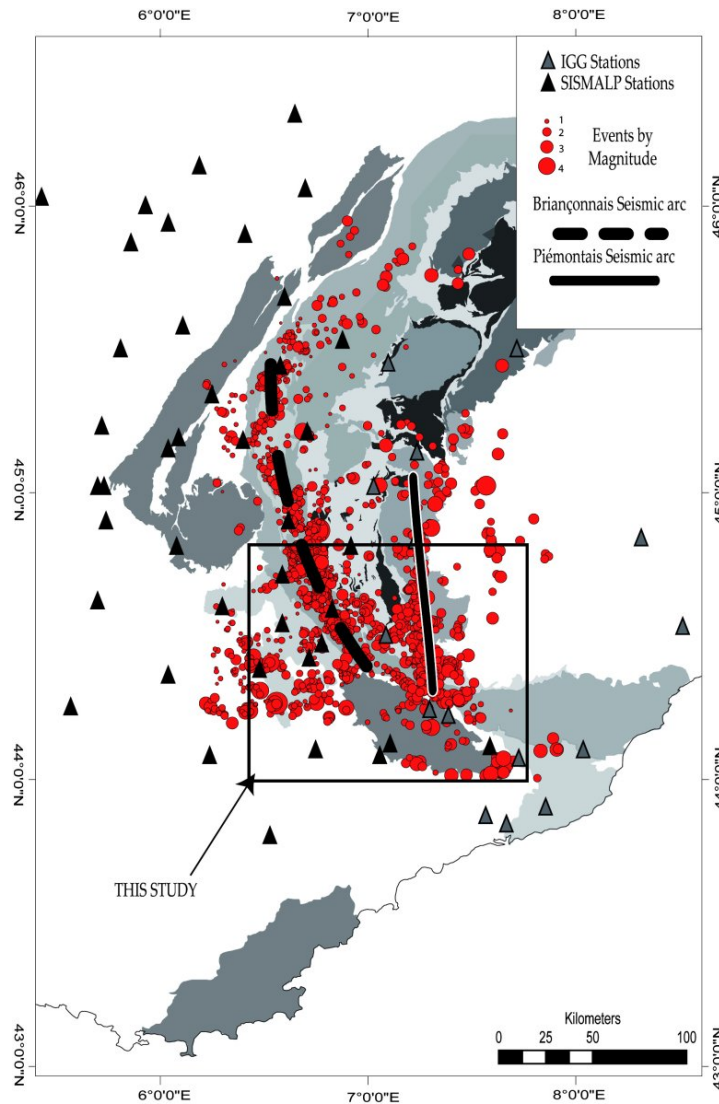 6°0'0"E
7°0'0"E
8°0'0"E
IGG Stations
SISMALP Stations
1
2
3
4
Events by
Magnitude
Briançonnais Seismic arc
Piémontais Seismic arc
46°0'0"N
46°0'0"N
45°0'0"N
45°0'0"N
44°0'0"N
44°0'0"N
THIS STUDY
Kilometers
0
25
50
100
43°0'0"N
43°0'0"N
6°0'0"E
7°0'0"E
8°0'0"E